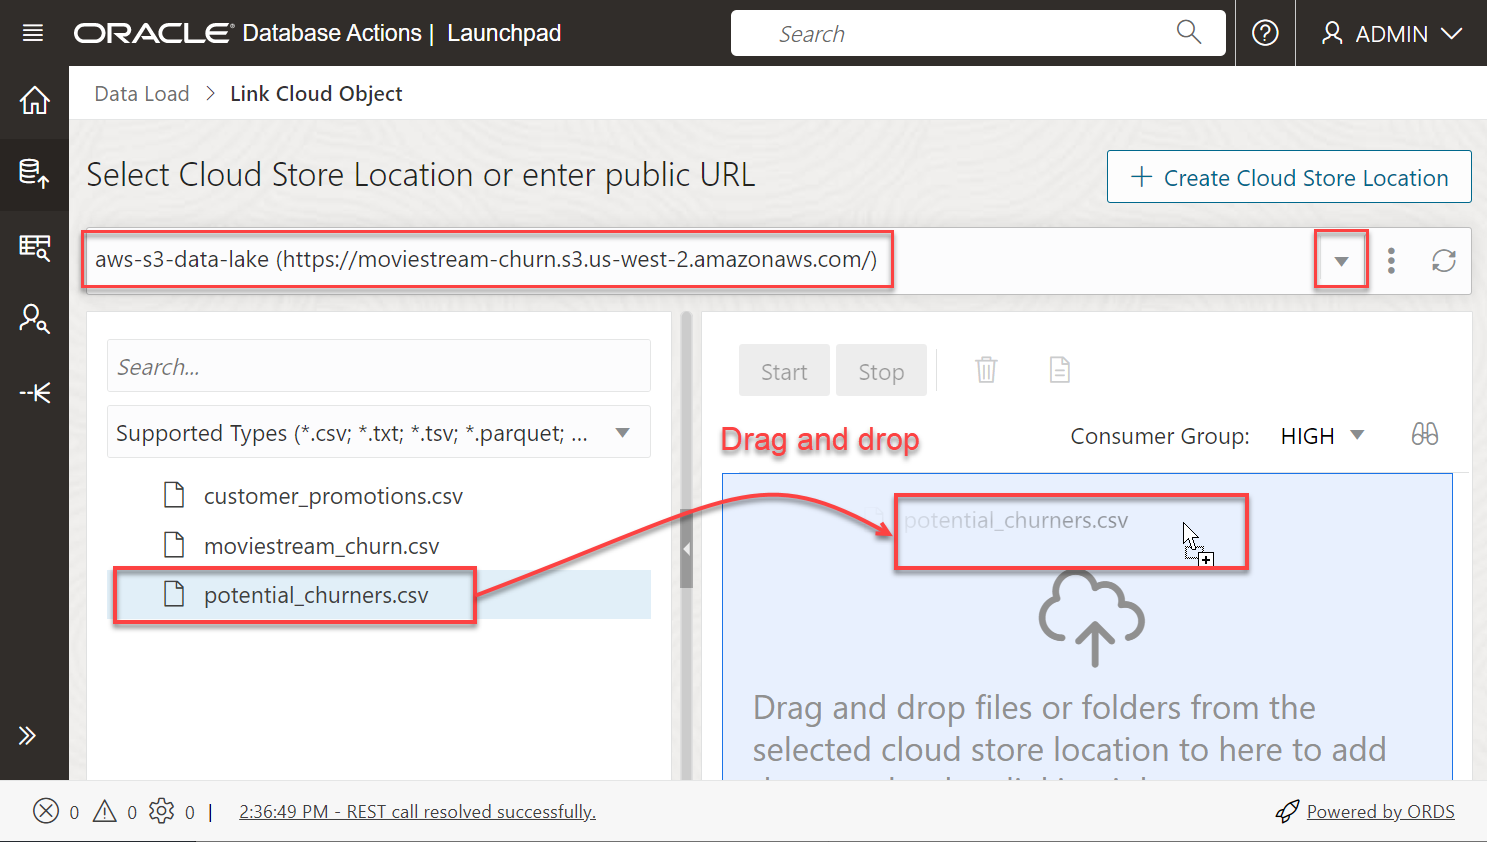 ORACLE® Database Actions | Launchpad
Search
ADMIN
Data Load > Link Cloud Object
Select Cloud Store Location or enter public URL
+ Create Cloud Store Location
aws-s3-data-lake (https://moviestream-churn.s3.us-west-2.amazonaws.com/)
Search...
Supported Types (*.csv; *.txt; *.tsv; *.parquet; ...
customer_promotions.csv
moviestream_churn.csv
potential_churners.csv
Start
Stop
Drag and drop
Consumer Group: HIGH
potential_churners.csv
Drag and drop files or folders from the
selected cloud store location to here to add
0 0 0 | 2:36:49 PM - REST call resolved successfully.
Powered by ORDS